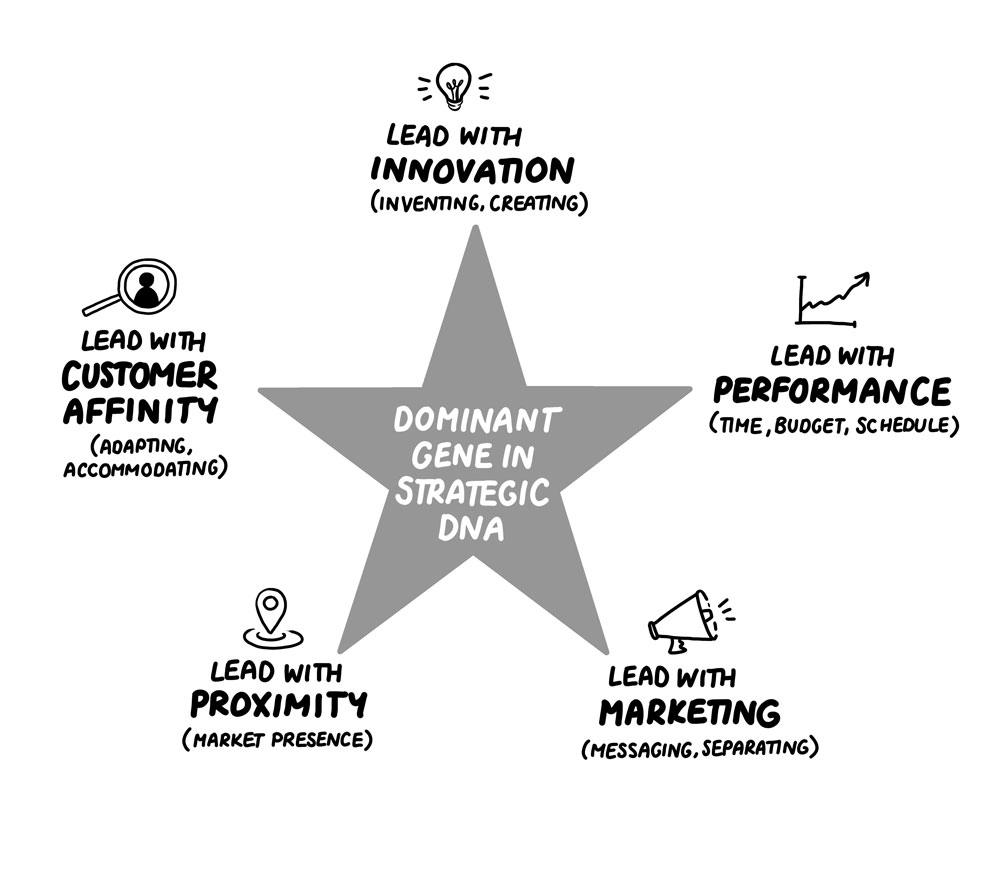 LEAD WITH
INNOVATION
(INVENTING, CREATING)
LEAD WITH
CUSTOMER
AFFINITY
(ADAPTING,
ACCOMMODATING)
LEAD WITH
PERFORMANCE
(TIME, BUDGET, SCHEDULE)
DOMINANT
GENE IN
STRATEGIC
DNA
LEAD WITH
PROXIMITY
(MARKET PRESENCE)
LEAD WITH
MARKETING
(MESSAGING, SEPARATING)